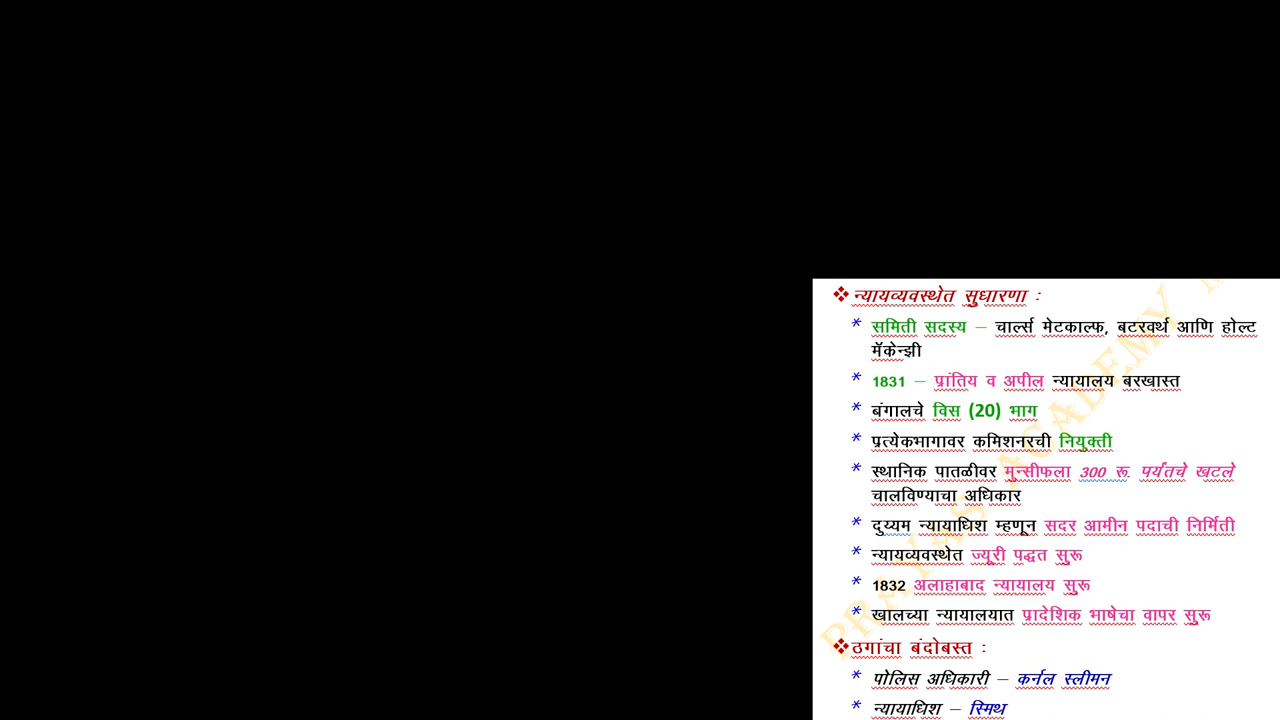 ❖ न्यायव्यवस्थेत सुधारणा :
* समिती सदस्य – चार्ल्स मेटकाल्फ, बटरवर्थ आणि होल्ट
मॅकेन्झी
* 1831 – प्रांतिय व अपील न्यायालय बरखास्त
* बंगालचे विस (20) भाग
* प्रत्येकभागावर कमिशनरची नियुक्ती
* स्थानिक पातळीवर मुन्सीफला 300 रू. पर्यंतचे खटले
चालविण्याचा अधिकार
* दुय्यम न्यायाधिश म्हणून सदर आमीन पदाची निर्मिती
* न्यायव्यवस्थेत ज्यूरी पद्धत सुरू
* 1832 अलाहाबाद न्यायालय सुरू
* खालच्या न्यायालयात प्रादेशिक भाषेचा वापर सुरू
❖ ठगांचा बंदोबस्त :
* पोलिस अधिकारी – कर्नल स्लीमन
* न्यायाधिश – स्मिथ
PRAYAS ACADEMY